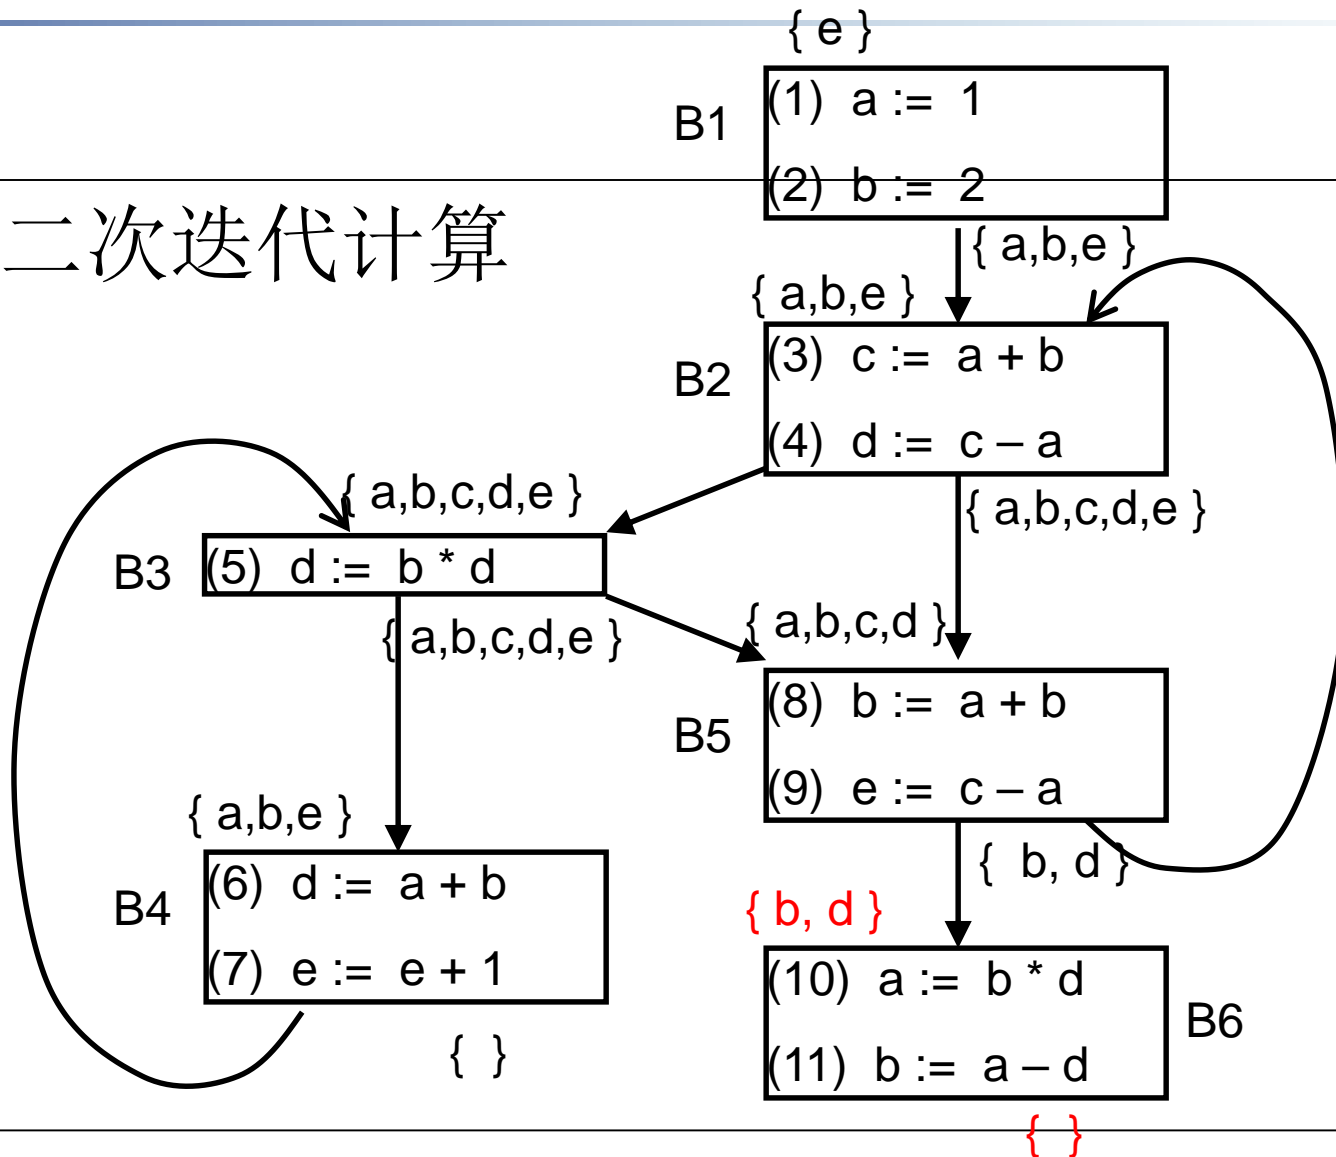 { e }
B1
(1) a := 1
(2) b := 2
二次迭代计算
{ a,b,e }
{ a,b,e }
B2
(3) c := a + b
(4) d := c – a
{ a,b,c,d,e }
{ a,b,c,d,e }
B3
(5) d := b * d
{ a,b,c,d,e }
{ a,b,c,d }
B5
(8) b := a + b
(9) e := c – a
{ a,b,e }
{ b, d }
B4
(6) d := a + b
(7) e := e + 1
{ b, d }
(10) a := b * d
(11) b := a – d
B6
{ }
{ }